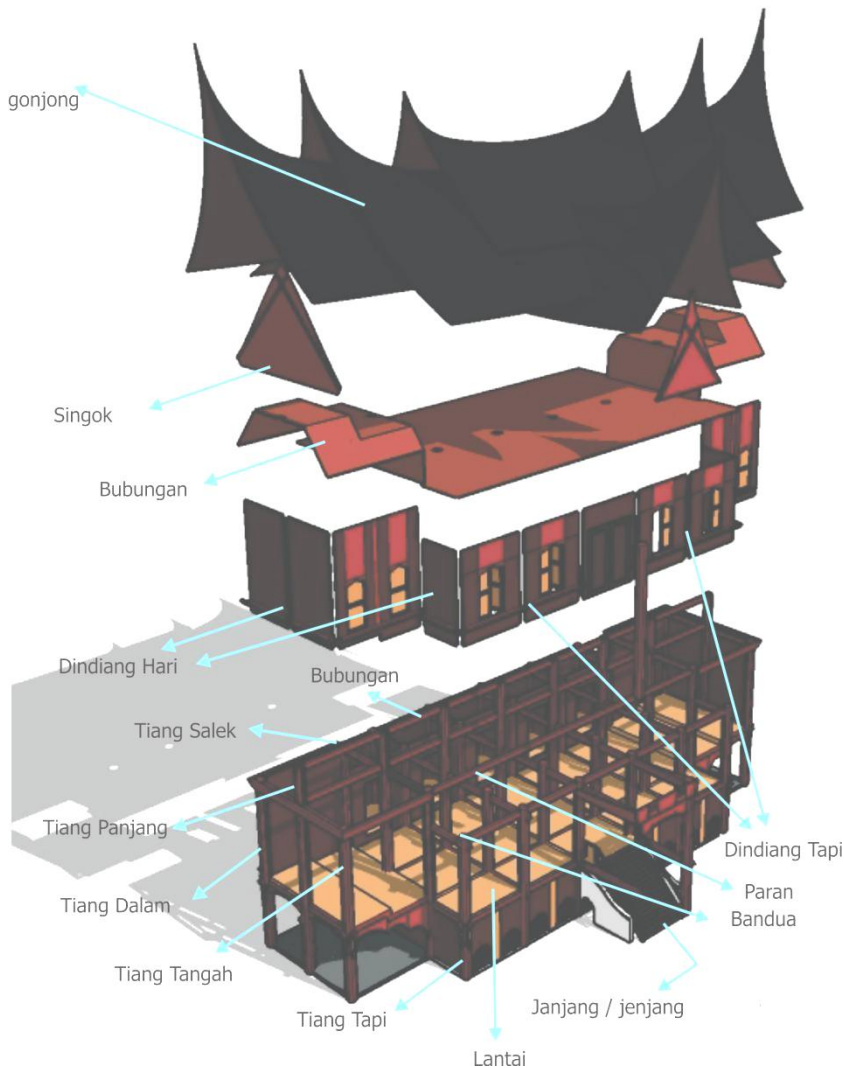 gonjong
Singok
Bubungan
Dindiang Hari
Bubungan
Tiang Salek
Tiang Panjang
Dindiang Tapi
Tiang Dalam
Paran
Bandua
Tiang Tangah
Janjang / jenjang
Tiang Tapi
Lantai